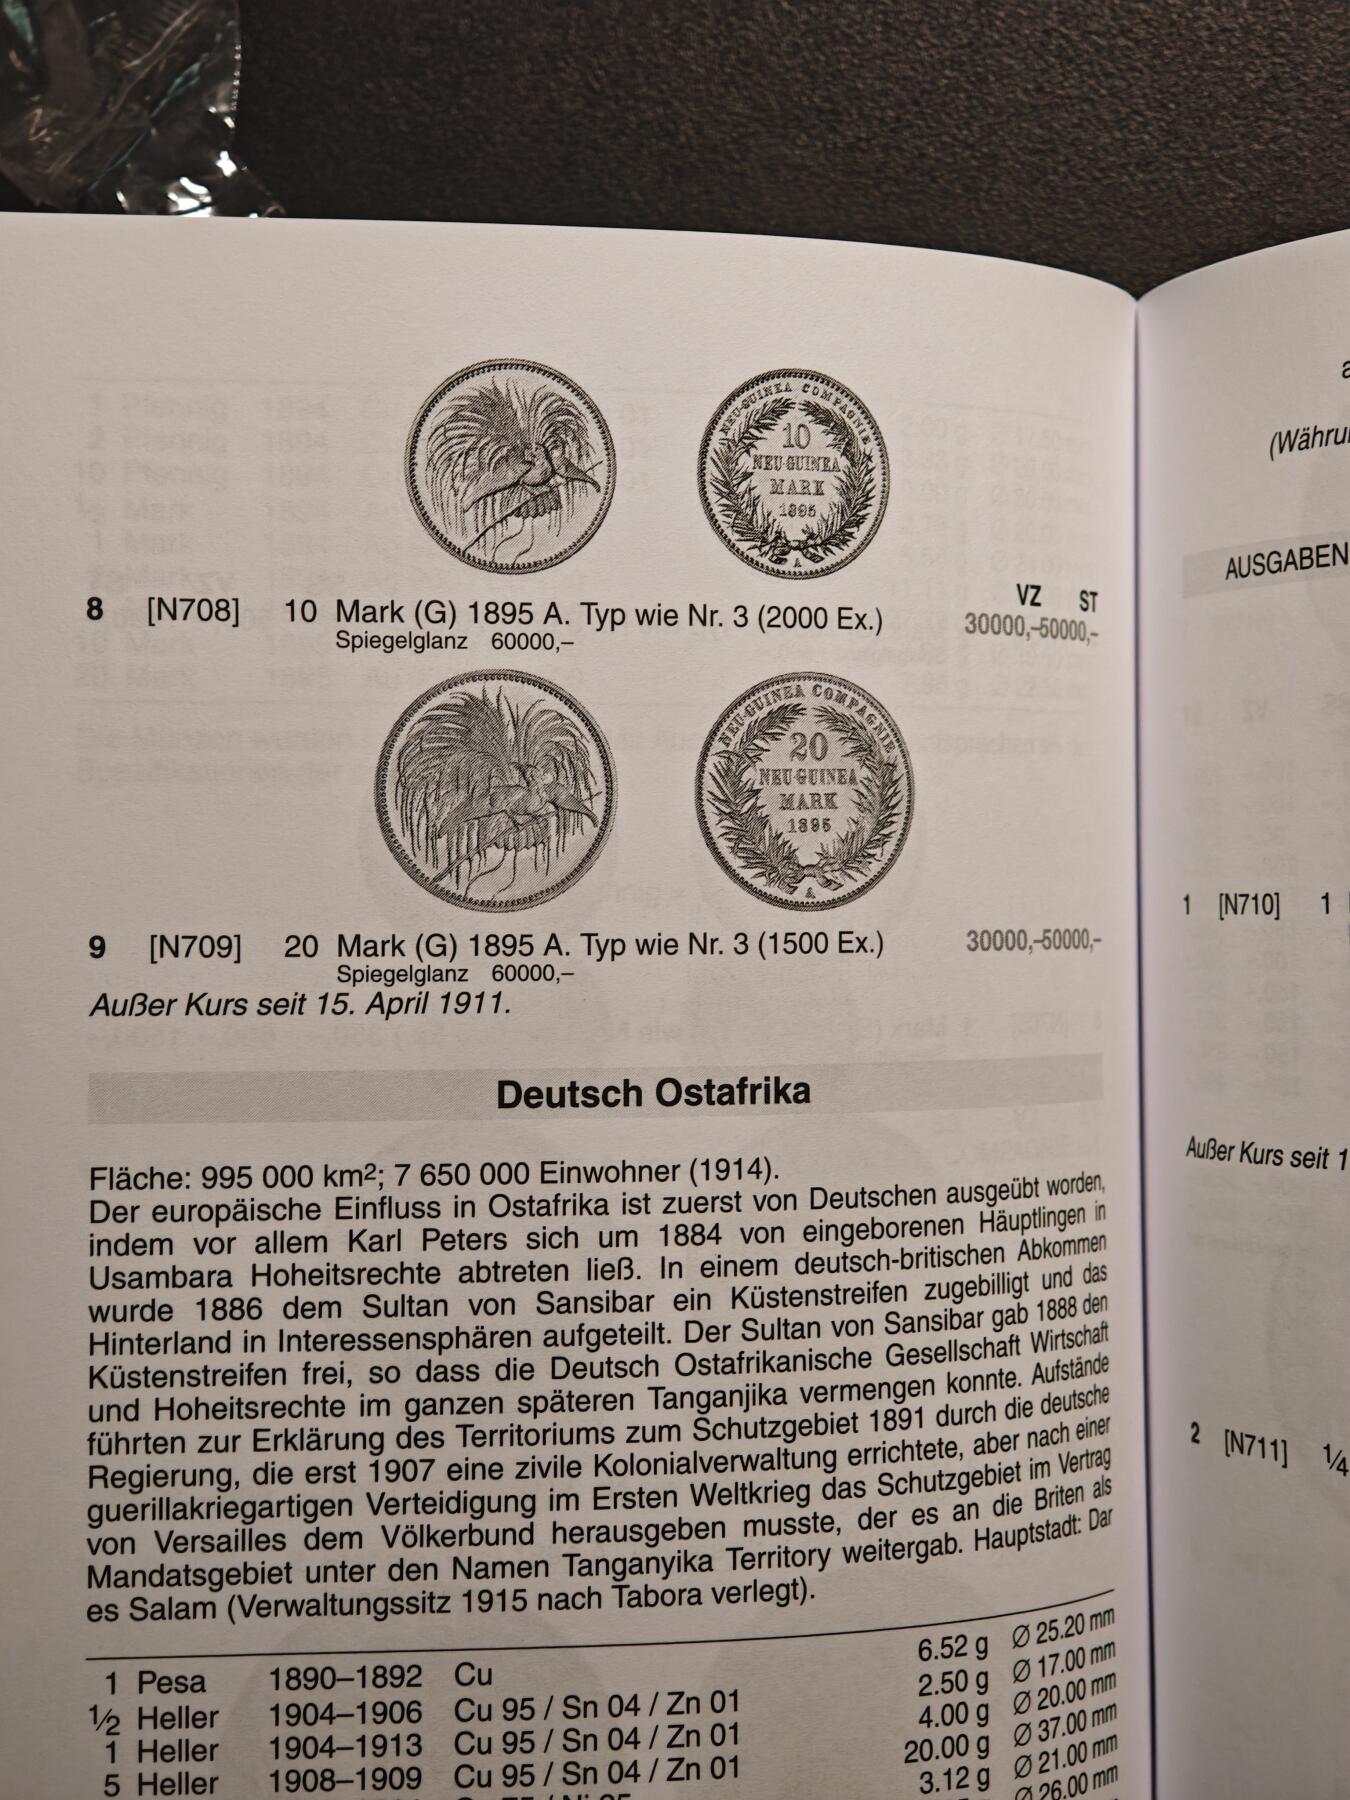 NEU-GUINEA COMPAGNIE
10
NEU-GUINEA
MARK
1895
A
VZ ST
8 [N708] 10 Mark (G) 1895 A. Typ wie Nr. 3 (2000 Ex.) 30000,– 50000,–
Spiegelglanz 60000,–
NEU-GUINEA COMPAGNIE
20
NEU-GUINEA
MARK
1895
A
9 [N709] 20 Mark (G) 1895 A. Typ wie Nr. 3 (1500 Ex.) 30000,– 50000,–
Spiegelglanz 60000,–
Außer Kurs seit 15. April 1911.
Deutsch Ostafrika
Fläche: 995 000 km²; 7 650 000 Einwohner (1914).
Der europäische Einfluss in Ostafrika ist zuerst von Deutschen ausgeübt worden,
indem vor allem Karl Peters sich um 1884 von eingeborenen Häuptlingen in
Usambara Hoheitsrechte abtreten ließ. In einem deutsch-britischen Abkommen
wurde 1886 dem Sultan von Sansibar ein Küstenstreifen zugebilligt und das
Hinterland in Interessensphären aufgeteilt. Der Sultan von Sansibar gab 1888 den
Küstenstreifen frei, so dass die Deutsch Ostafrikanische Gesellschaft Wirtschaft
und Hoheitsrechte im ganzen späteren Tanganjika vermengen konnte. Aufstände
führten zur Erklärung des Territoriums zum Schutzgebiet 1891 durch die deutsche
Regierung, die erst 1907 eine zivile Kolonialverwaltung errichtete, aber nach einer
guerillakriegartigen Verteidigung im Ersten Weltkrieg das Schutzgebiet im Vertrag
von Versailles dem Völkerbund herausgeben musste, der es an die Briten als
Mandatsgebiet unter den Namen Tanganyika Territory weitergab. Hauptstadt: Dar
es Salam (Verwaltungssitz 1915 nach Tabora verlegt).
1 Pesa 1890–1892 Cu 6.52 g Ø 25.20 mm
½ Heller 1904–1906 Cu 95 / Sn 04 / Zn 01 2.50 g Ø 17.00 mm
1 Heller 1904–1913 Cu 95 / Sn 04 / Zn 01 4.00 g Ø 20.00 mm
5 Heller 1908–1909 Cu 95 / Sn 04 / Zn 01 20.00 g Ø 37.00 mm
3.12 g Ø 21.00 mm
Ø 26.00 mm
(Währu
AUSGABEN
1 [N710] 1
Außer Kurs seit 1
2 [N711] ¼